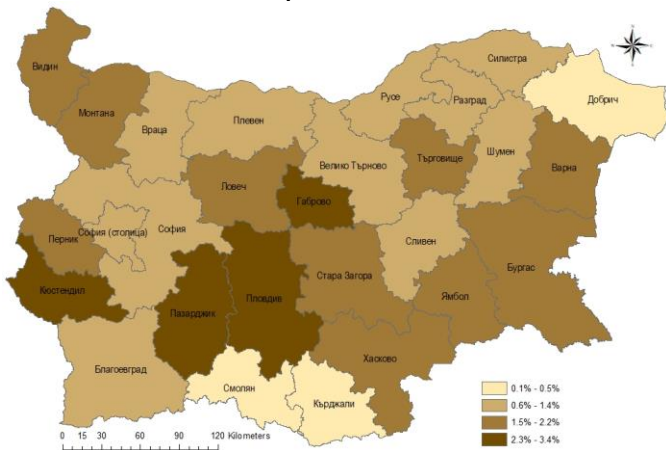 Видин
Монтана
Враца
Плевен
Русе
Силистра
Разград
Добрич
Шумен
Варна
Търговище
Велико Търново
Ловеч
Габрово
София (столица)
София
Перник
Кюстендил
Пазарджик
Пловдив
Стара Загора
Сливен
Ямбол
Бургас
Хасково
Благоевград
Смолян
Кърджали
0 15 30 60 90 120 Kilometers
0.1% - 0.5%
0.6% - 1.4%
1.5% - 2.2%
2.3% - 3.4%